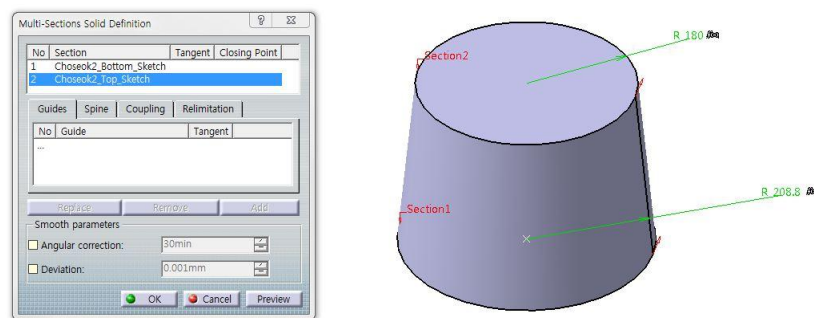 Multi-Sections Solid Definition
? 
No Section Tangent Closing Point
1 Choseok2_Bottom_Sketch
2 Choseok2_Top_Sketch
Guides Spine Coupling Relimitation
No Guide Tangent
...
Replace Remove Add
Smooth parameters
Angular correction: 30min
Deviation: 0.001mm
OK Cancel Preview
R 180
Section2
R 208.8
Section1